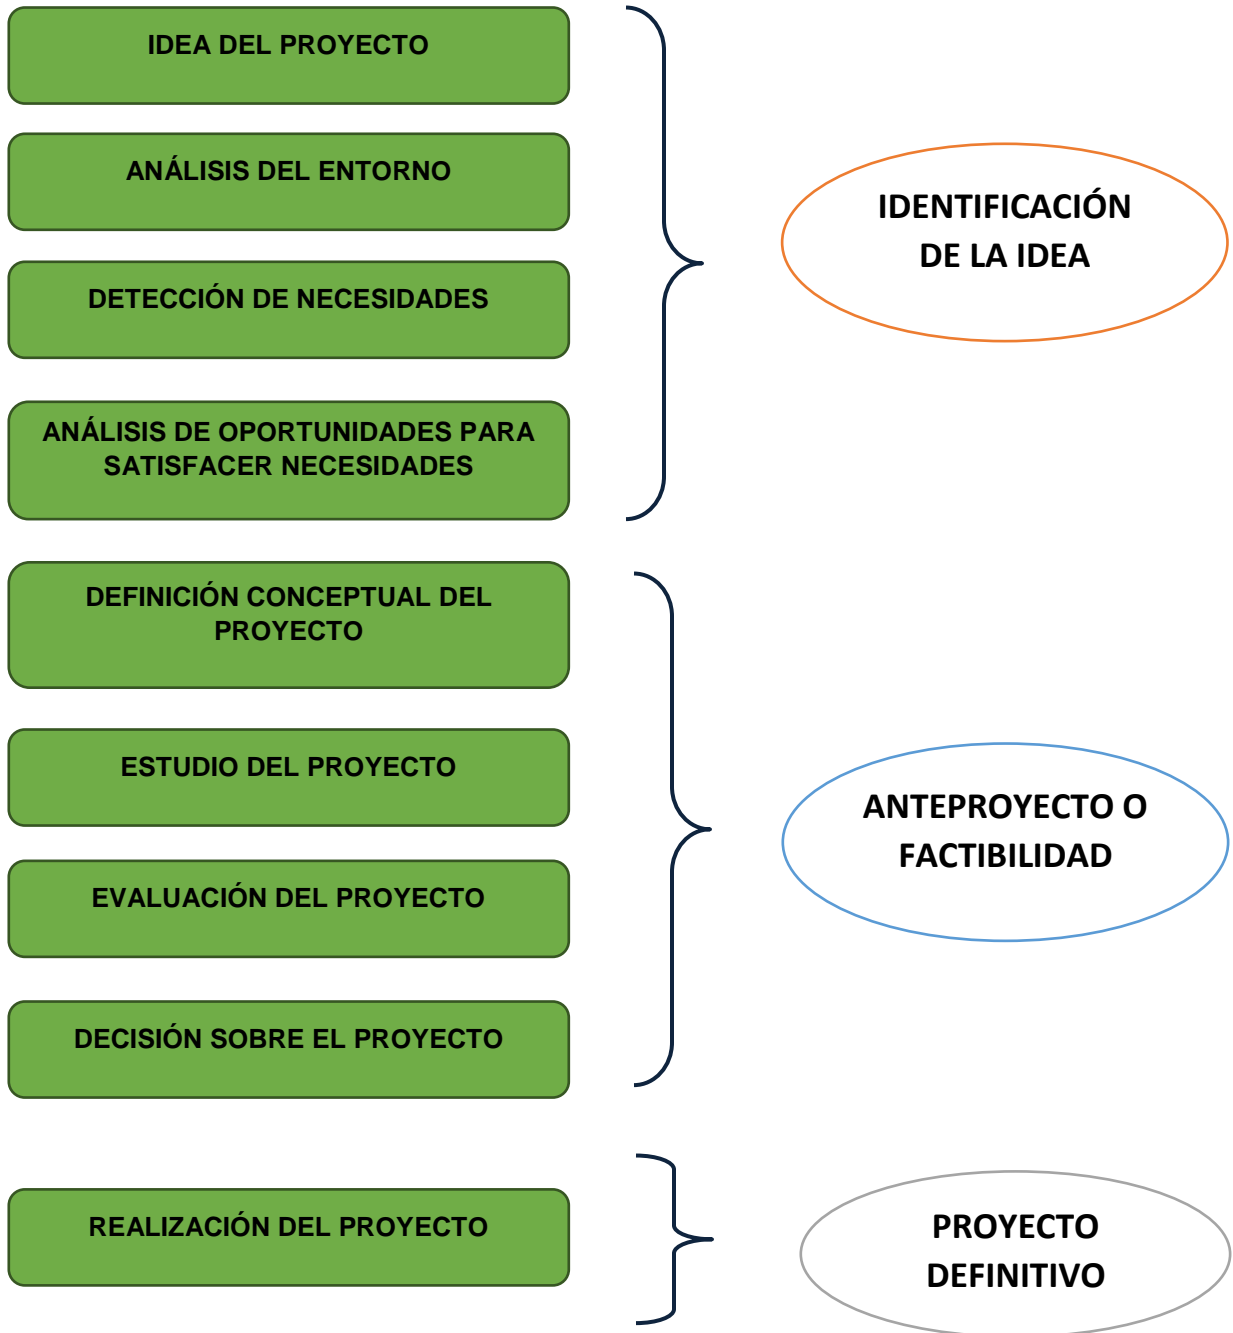 IDEA DEL PROYECTO
ANÁLISIS DEL ENTORNO
DETECCIÓN DE NECESIDADES
ANÁLISIS DE OPORTUNIDADES PARA
SATISFACER NECESIDADES
IDENTIFICACIÓN
DE LA IDEA
DEFINICIÓN CONCEPTUAL DEL
PROYECTO
ESTUDIO DEL PROYECTO
EVALUACIÓN DEL PROYECTO
DECISIÓN SOBRE EL PROYECTO
ANTEPROYECTO O
FACTIBILIDAD
REALIZACIÓN DEL PROYECTO
PROYECTO
DEFINITIVO